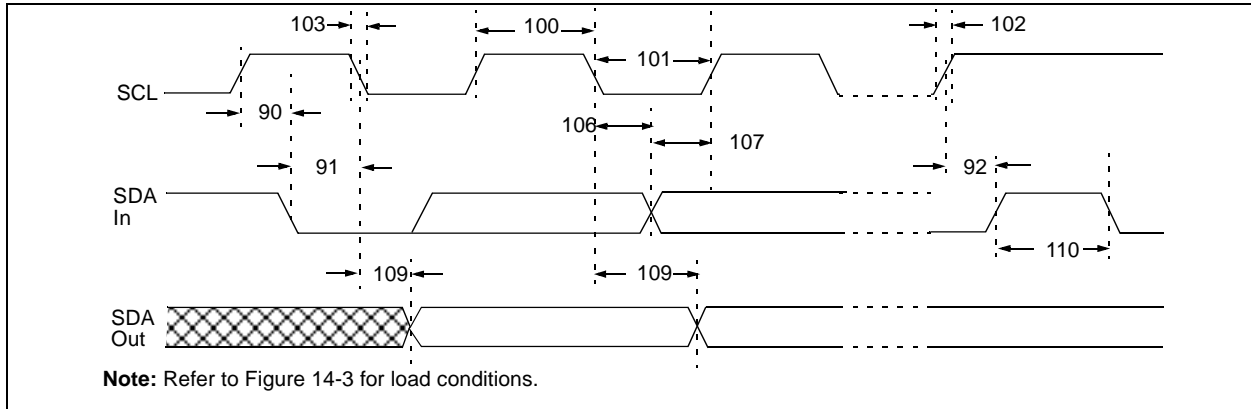 103
100
102
101
SCL
90
106
107
91
92
SDA
In
109
109
110
SDA
Out
Note: Refer to Figure 14-3 for load conditions.